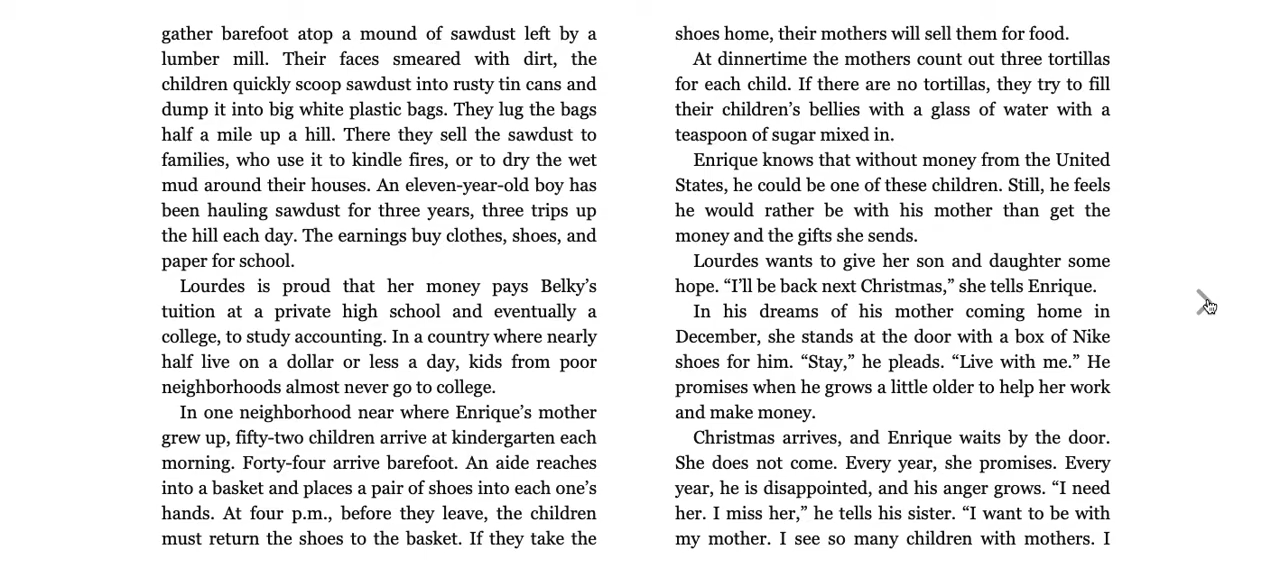 gather barefoot atop a mound of sawdust left by a
lumber mill. Their faces smeared with dirt, the
children quickly scoop sawdust into rusty tin cans and
dump it into big white plastic bags. They lug the bags
half a mile up a hill. There they sell the sawdust to
families, who use it to kindle fires, or to dry the wet
mud around their houses. An eleven-year-old boy has
been hauling sawdust for three years, three trips up
the hill each day. The earnings buy clothes, shoes, and
paper for school.
Lourdes is proud that her money pays Belky’s
tuition at a private high school and eventually a
college, to study accounting. In a country where nearly
half live on a dollar or less a day, kids from poor
neighborhoods almost never go to college.
In one neighborhood near where Enrique’s mother
grew up, fifty-two children arrive at kindergarten each
morning. Forty-four arrive barefoot. An aide reaches
into a basket and places a pair of shoes into each one’s
hands. At four p.m., before they leave, the children
must return the shoes to the basket. If they take the
shoes home, their mothers will sell them for food.
At dinnertime the mothers count out three tortillas
for each child. If there are no tortillas, they try to fill
their children’s bellies with a glass of water with a
teaspoon of sugar mixed in.
Enrique knows that without money from the United
States, he could be one of these children. Still, he feels
he would rather be with his mother than get the
money and the gifts she sends.
Lourdes wants to give her son and daughter some
hope. “I’ll be back next Christmas,” she tells Enrique.
In his dreams of his mother coming home in
December, she stands at the door with a box of Nike
shoes for him. “Stay,” he pleads. “Live with me.” He
promises when he grows a little older to help her work
and make money.
Christmas arrives, and Enrique waits by the door.
She does not come. Every year, she promises. Every
year, he is disappointed, and his anger grows. “I need
her. I miss her,” he tells his sister. “I want to be with
my mother. I see so many children with mothers. I